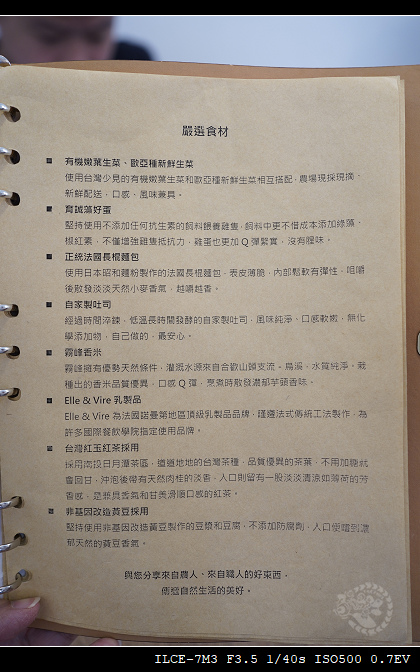 嚴選食材
■ 有機嫩葉生菜、歐亞種新鮮生菜
使用台灣少見的有機嫩葉生菜和歐亞種新鮮生菜相互搭配，農場現採現摘、
新鮮配送，口感、風味兼具。
■ 育誠蒎好蛋
堅持使用不添加任何抗生素的飼料餵養雞隻，飼料中更不惜成本添加綠藻、
椒紅素，不僅增強雞隻抵抗力，雞蛋也更加Q彈緊實，沒有腥味。
■ 正統法國長棍麵包
使用日本昭和麵粉製作的法國長棍麵包，表皮薄脆，內部鬆軟有彈性，咀嚼
後散發淡淡天然小麥香氣，越嚼越香。
■ 自家製吐司
經過時間淬鍊，低溫長時間發酵的自家製吐司，風味純淨、口感軟嫩，無化
學添加物，自己做的，最安心。
■ 霧峰香米
霧峰擁有優勢天然條件，灌溉水源來自合歡山頭支流。烏溪，水質純淨、栽
種出的香米品質優異，口感Q彈，烹煮時散發濃郁芋頭香味。
■ Elle & Vire 乳製品
Elle & Vire 為法國諾曼第地區頂級乳製品品牌，謹遵法式傳統工法製作，為
許多國際餐飲學院指定使用品牌。
■ 台灣紅玉紅茶採用
採用南投日月潭茶區，道道地地的台灣茶種，品質優異的茶葉，不用加糖就
會回甘，沖泡後帶有天然肉桂的淡香，入口則留有一股淡淡清涼如薄荷的芳
香感，是兼具香氣和甘美滑順口感的紅茶。
■ 非基因改造黃豆採用
堅持使用非基因改造黃豆製作的豆漿和豆腐，不添加防腐劑，入口便嚐到濃
郁天然的黃豆香氣。
與您分享來自農人、來自職人的好東西，
傳遞自然生活的美好。
ILCE-7M3 F3.5 1/40s ISO500 0.7EV